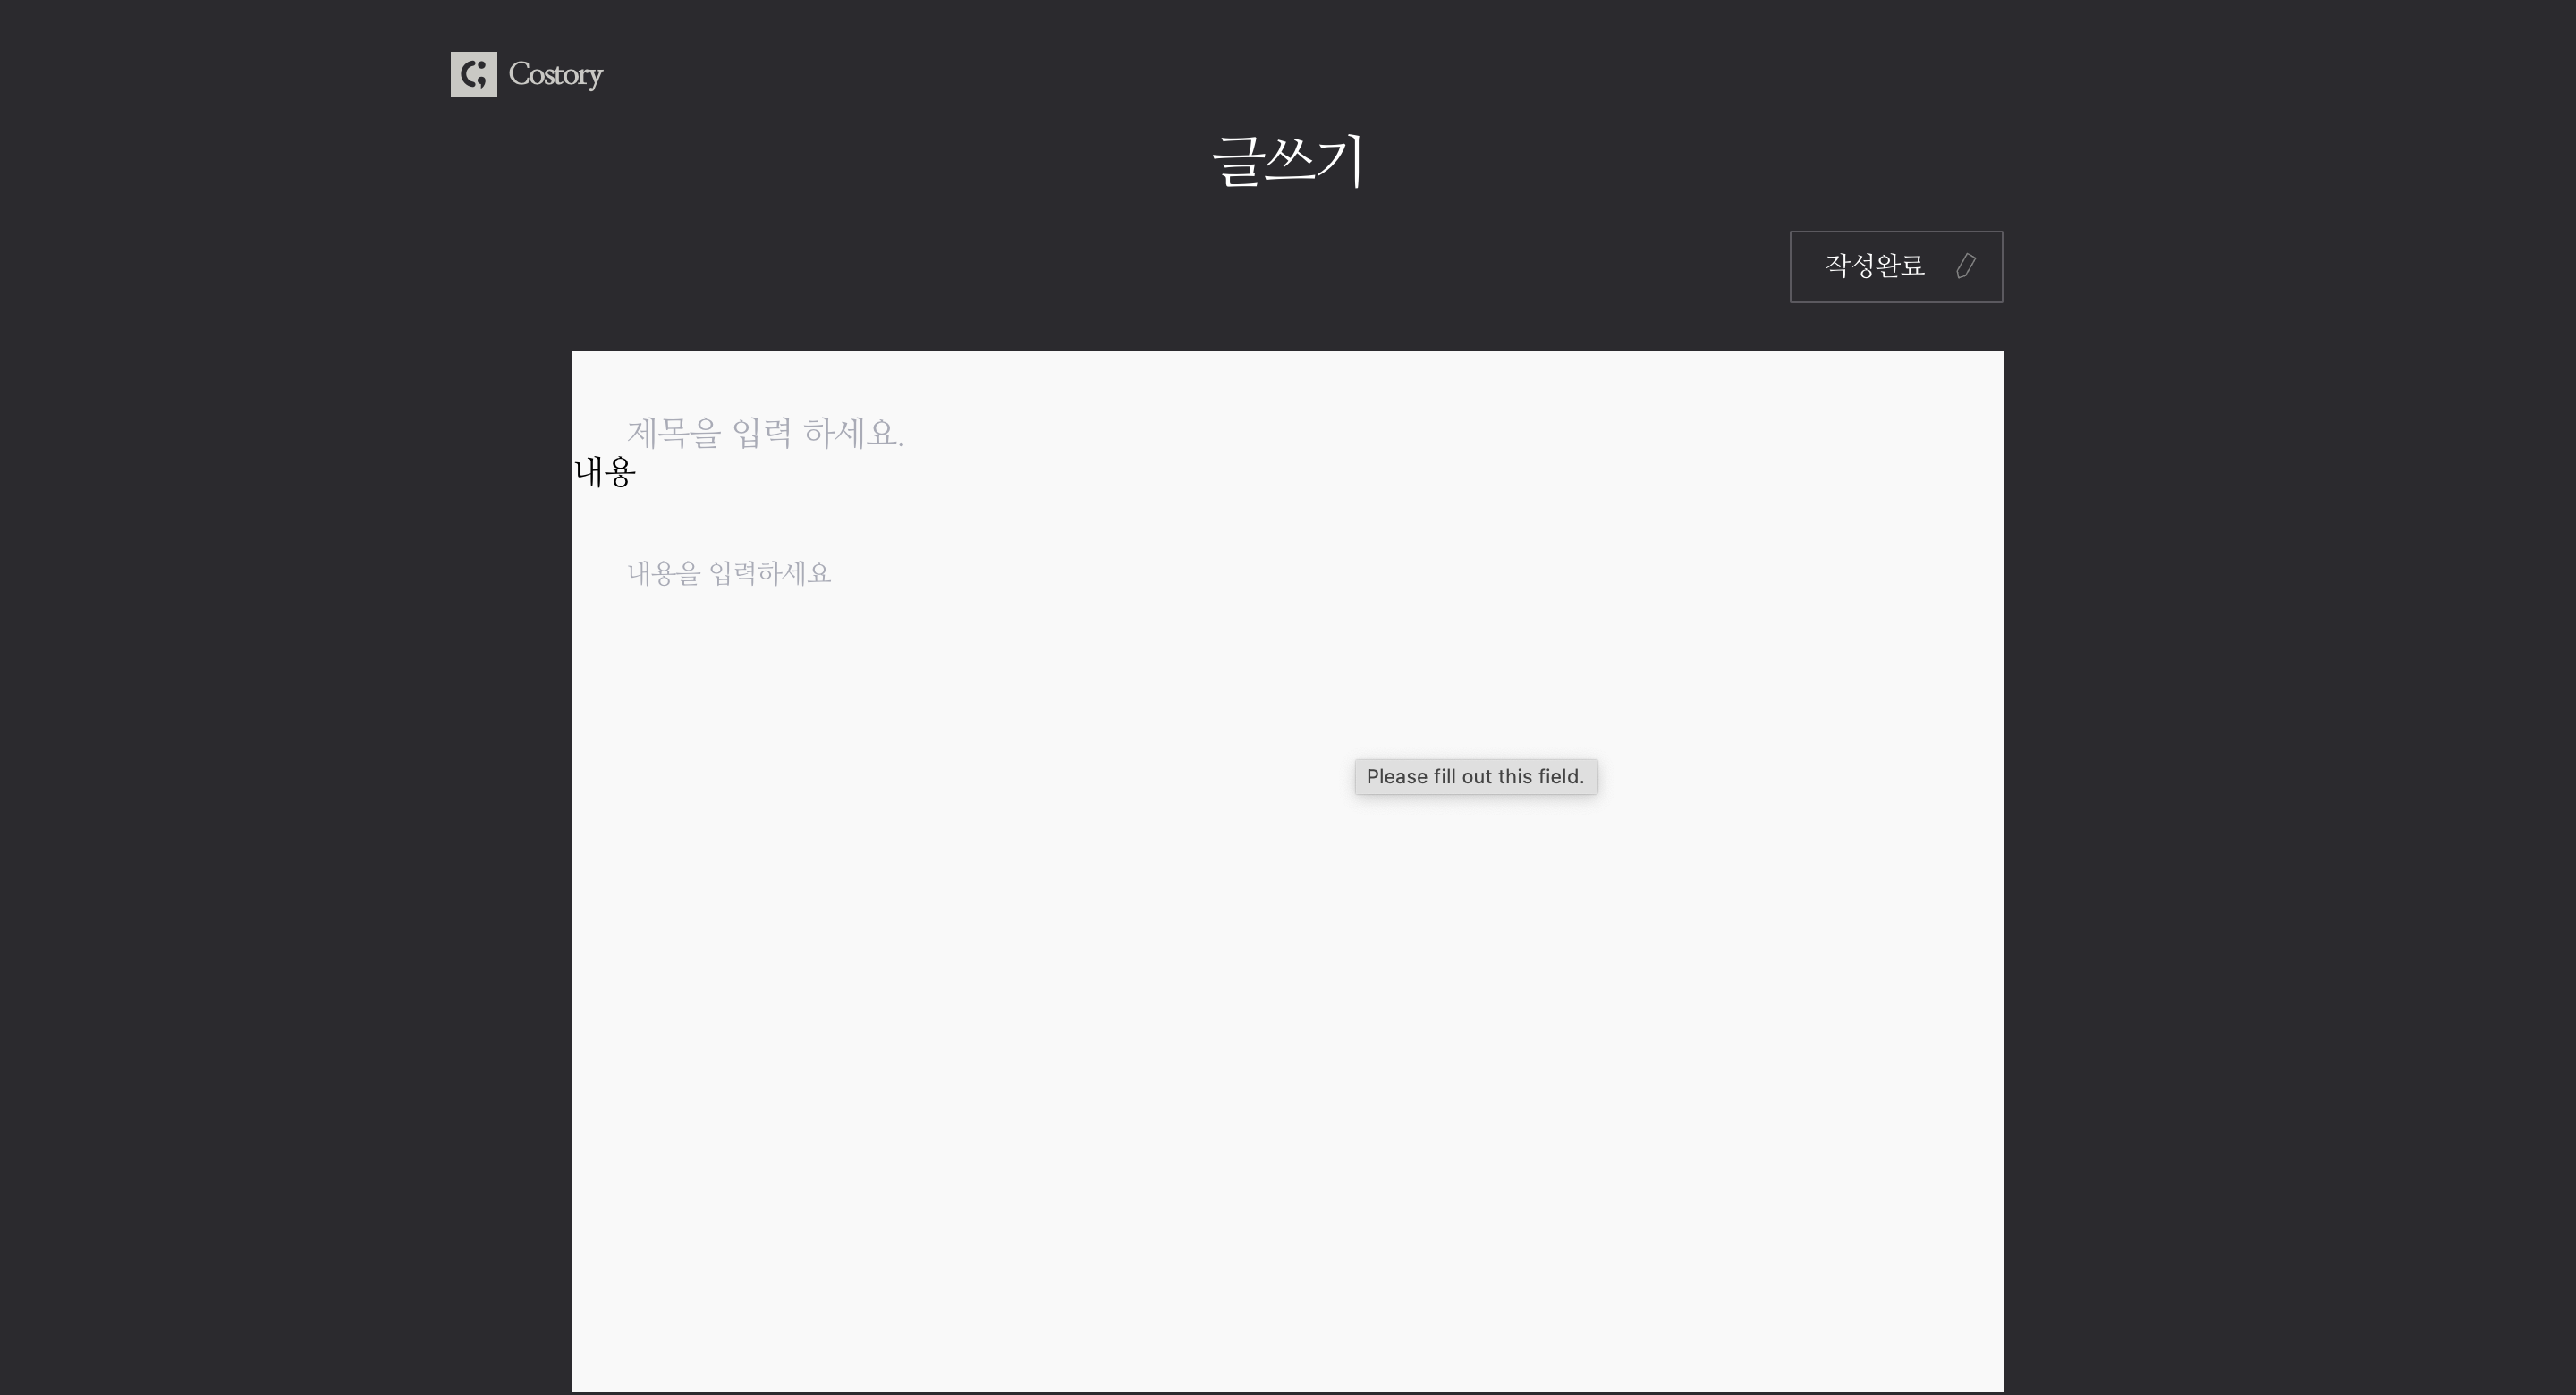 C; Costory
글쓰기
작성완료
제목을 입력 하세요.
내용
내용을 입력하세요
Please fill out this field.